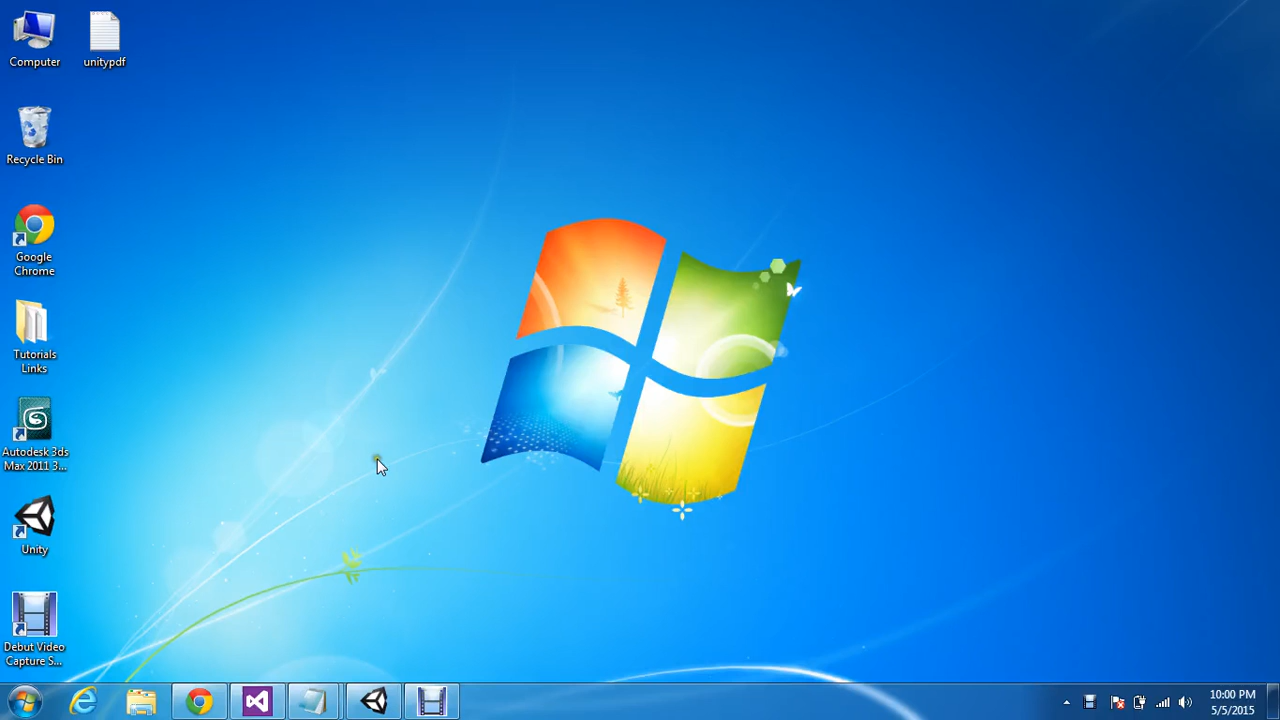 Computer
unitypdf
Recycle Bin
Google
Chrome
Tutorials
Links
Autodesk 3ds
Max 2011 3...
Unity
Debut Video
Capture S...
10:00 PM
5/5/2015